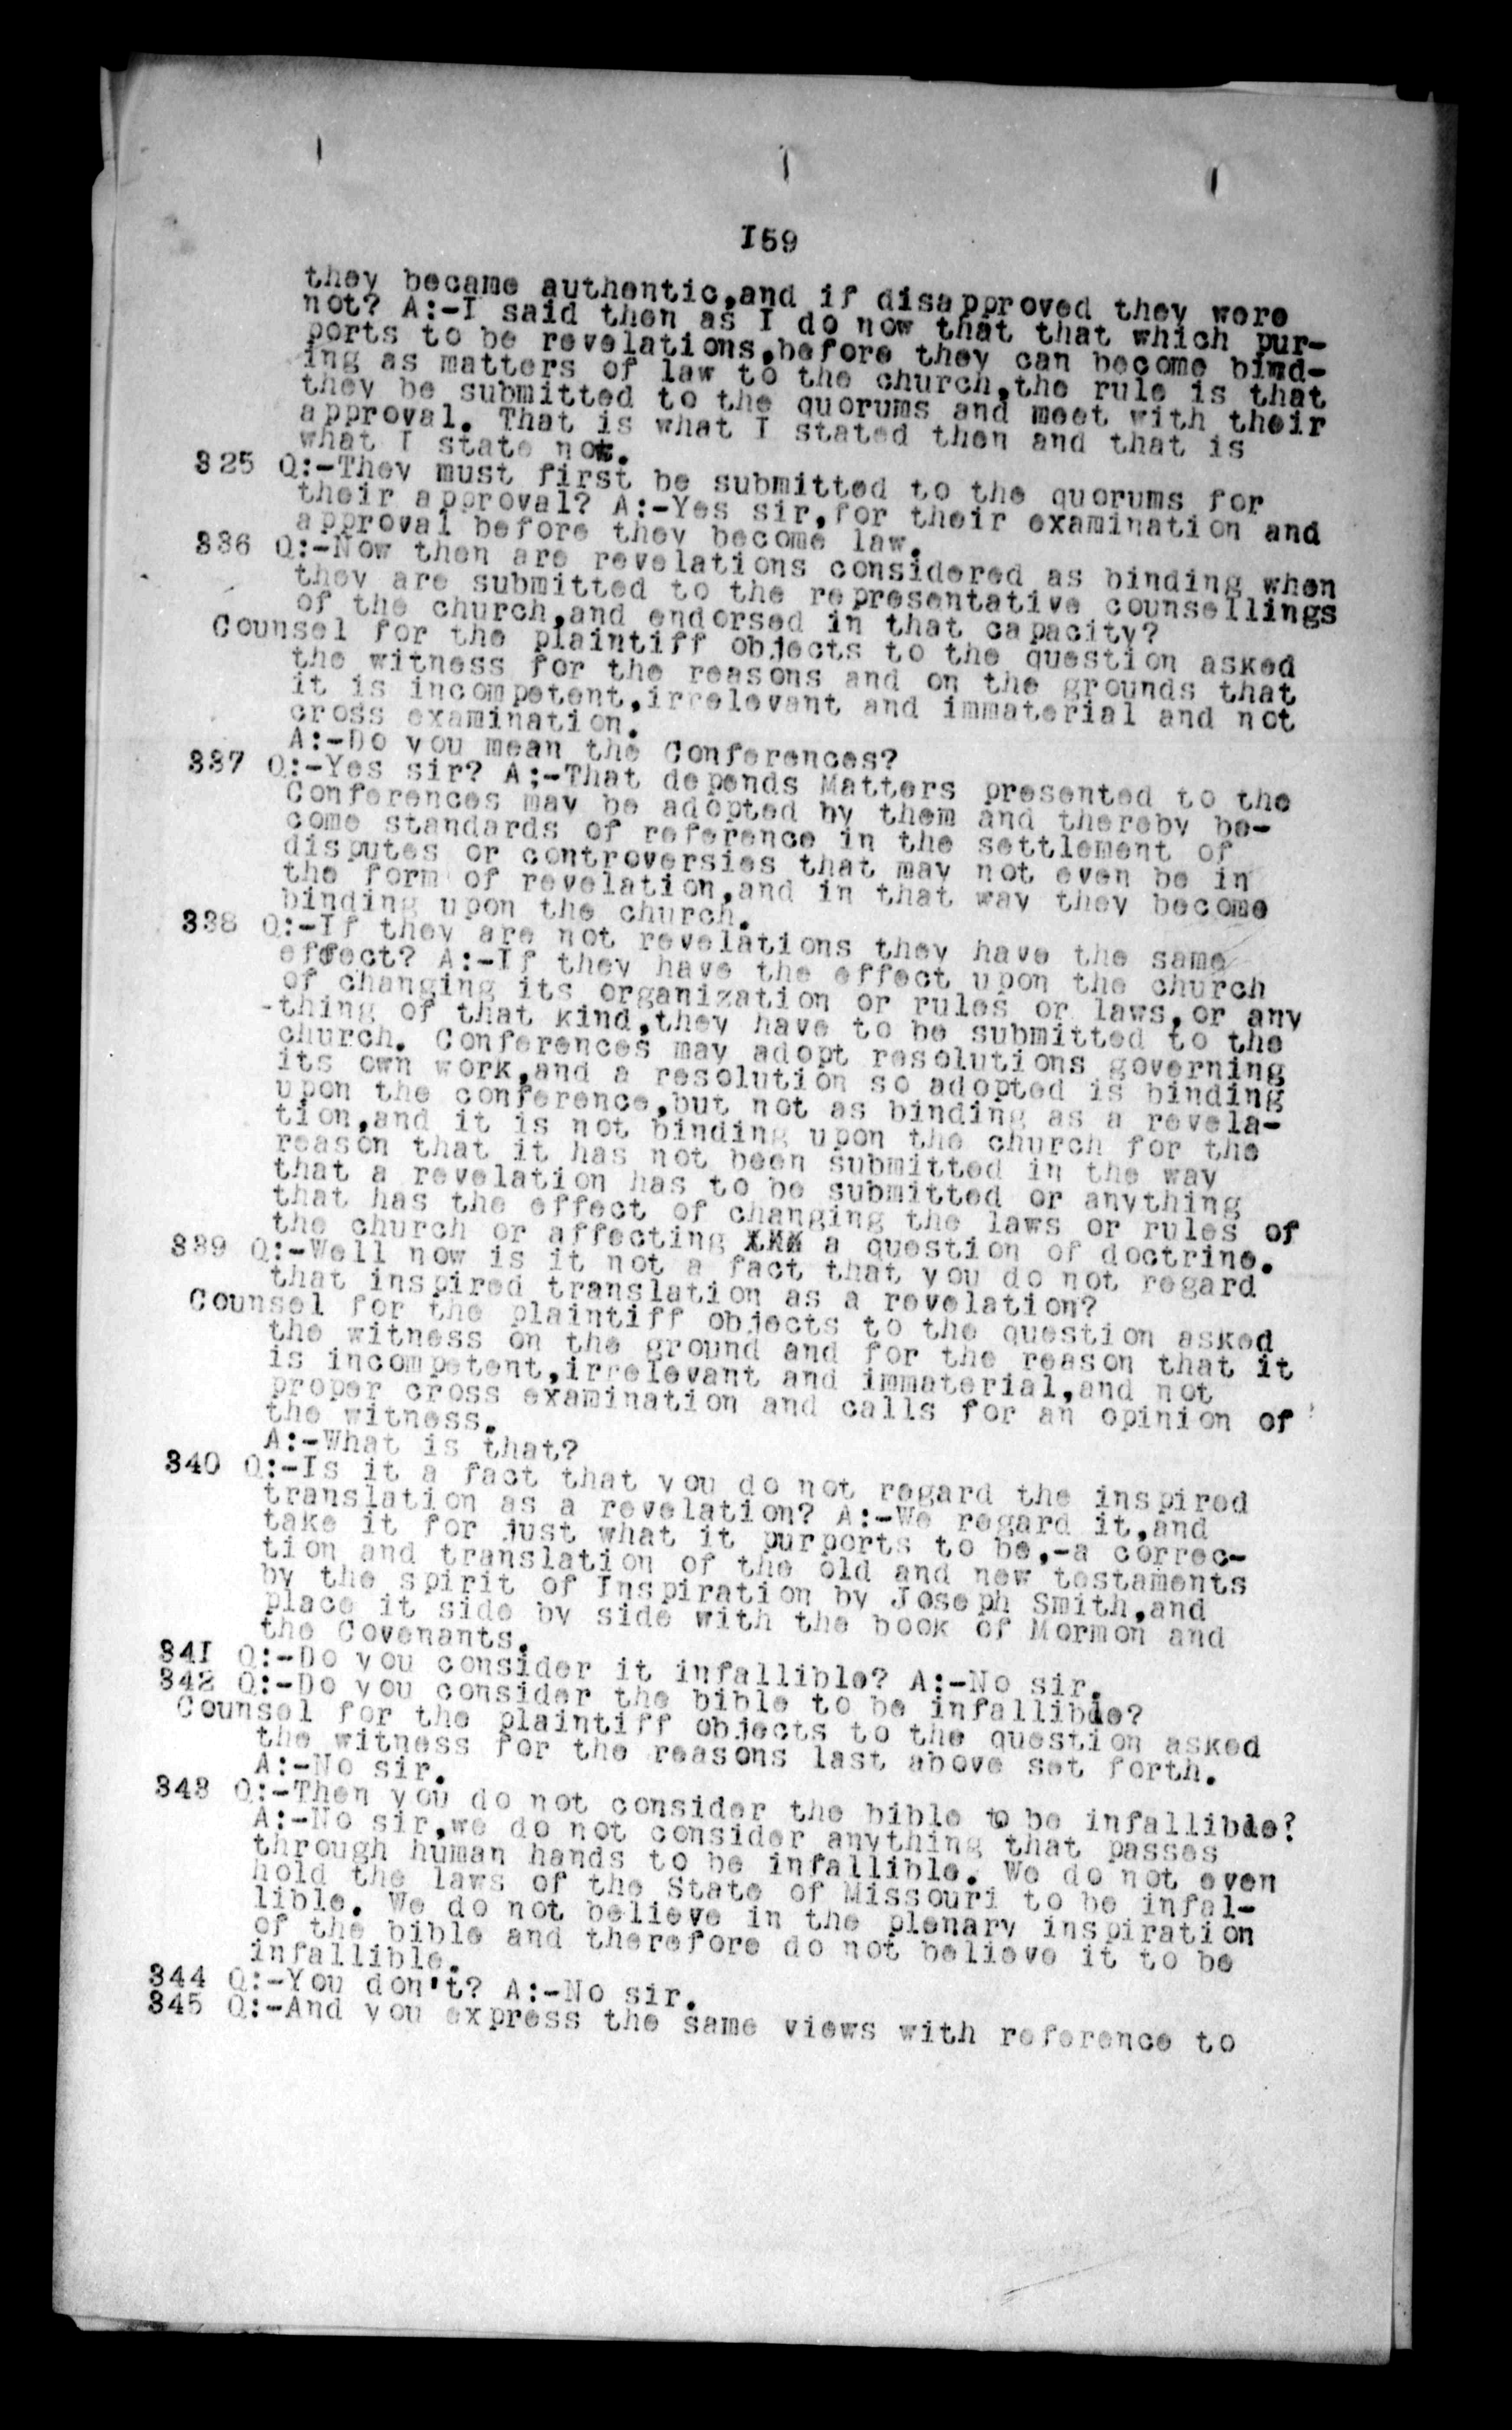 I59
they became authentic,and if disapproved they were
not? A:-I said then as I do now that that which pur-
ports to be revelations,before they can become bind-
ing as matters of law to the church,the rule is that
they be submitted to the quorums and meet with their
approval. That is what I stated then and that is
what I state now.
325 Q:-They must first be submitted to the quorums for
their approval? A:-Yes sir,for their examination and
approval before they become law.
336 Q:-Now then are revelations considered as binding when
they are submitted to the representative counsellings
of the church,and endorsed in that capacity?
Counsel for the plaintiff objects to the question asked
the witness for the reasons and on the grounds that
it is incompetent,irrelevant and immaterial and not
cross examination.
A:-Do you mean the Conferences?
337 Q:-Yes sir? A:-That depends Matters presented to the
Conferences may be adopted by them and thereby be-
come standards of reference in the settlement of
disputes or controversies that may not even be in
the form of revelation,and in that way they become
binding upon the church.
338 Q:-If they are not revelations they have the same
effect? A:-If they have the effect upon the church
of changing its organization or rules or laws,or any
-thing of that kind,they have to be submitted to the
church. Conferences may adopt resolutions governing
its own work,and a resolution so adopted is binding
upon the conference,but not as binding as a revela-
tion,and it is not binding upon the church for the
reason that it has not been submitted in the way
that a revelation has to be submitted or anything
that has the effect of changing the laws or rules of
the church or affecting a question of doctrine.
339 Q:-Well now is it not a fact that you do not regard
that inspired translation as a revelation?
Counsel for the plaintiff objects to the question asked
the witness on the ground and for the reason that it
is incompetent,irrelevant and immaterial,and not
proper cross examination and calls for an opinion of
the witness.
A:-What is that?
340 Q:-Is it a fact that you do not regard the inspired
translation as a revelation? A:-We regard it,and
take it for just what it purports to be,-a correc-
tion and translation of the old and new testaments
by the spirit of Inspiration by Joseph Smith,and
place it side by side with the book of Mormon and
the Covenants.
34I Q:-Do you consider it infallible? A:-No sir.
342 Q:-Do you consider the bible to be infallible?
Counsel for the plaintiff objects to the question asked
the witness for the reasons last above set forth.
A:-No sir.
343 Q:-Then you do not consider the bible to be infallible?
A:-No sir,we do not consider anything that passes
through human hands to be infallible. We do not even
hold the laws of the State of Missouri to be infal-
lible. We do not believe in the plenary inspiration
of the bible and therefore do not believe it to be
infallible.
344 Q:-You don't? A:-No sir.
345 Q:-And you express the same views with reference to